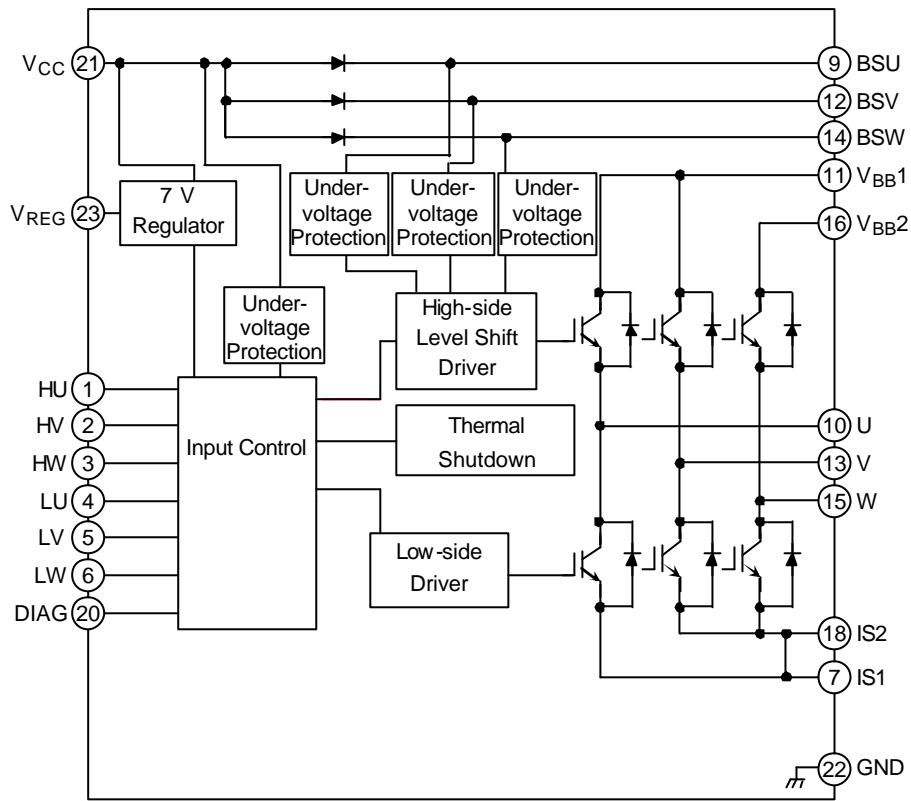 VCC 21
9 BSU
12 BSV
14 BSW
11 VBB1
16 VBB2
VREG 23
7 V
Regulator
Under-
voltage
Protection
Under-
voltage
Protection
Under-
voltage
Protection
Under-
voltage
Protection
High-side
Level Shift
Driver
HU 1
HV 2
HW 3
LU 4
LV 5
LW 6
DIAG 20
Input Control
Thermal
Shutdown
Low-side
Driver
10 U
13 V
15 W
18 IS2
7 IS1
22 GND